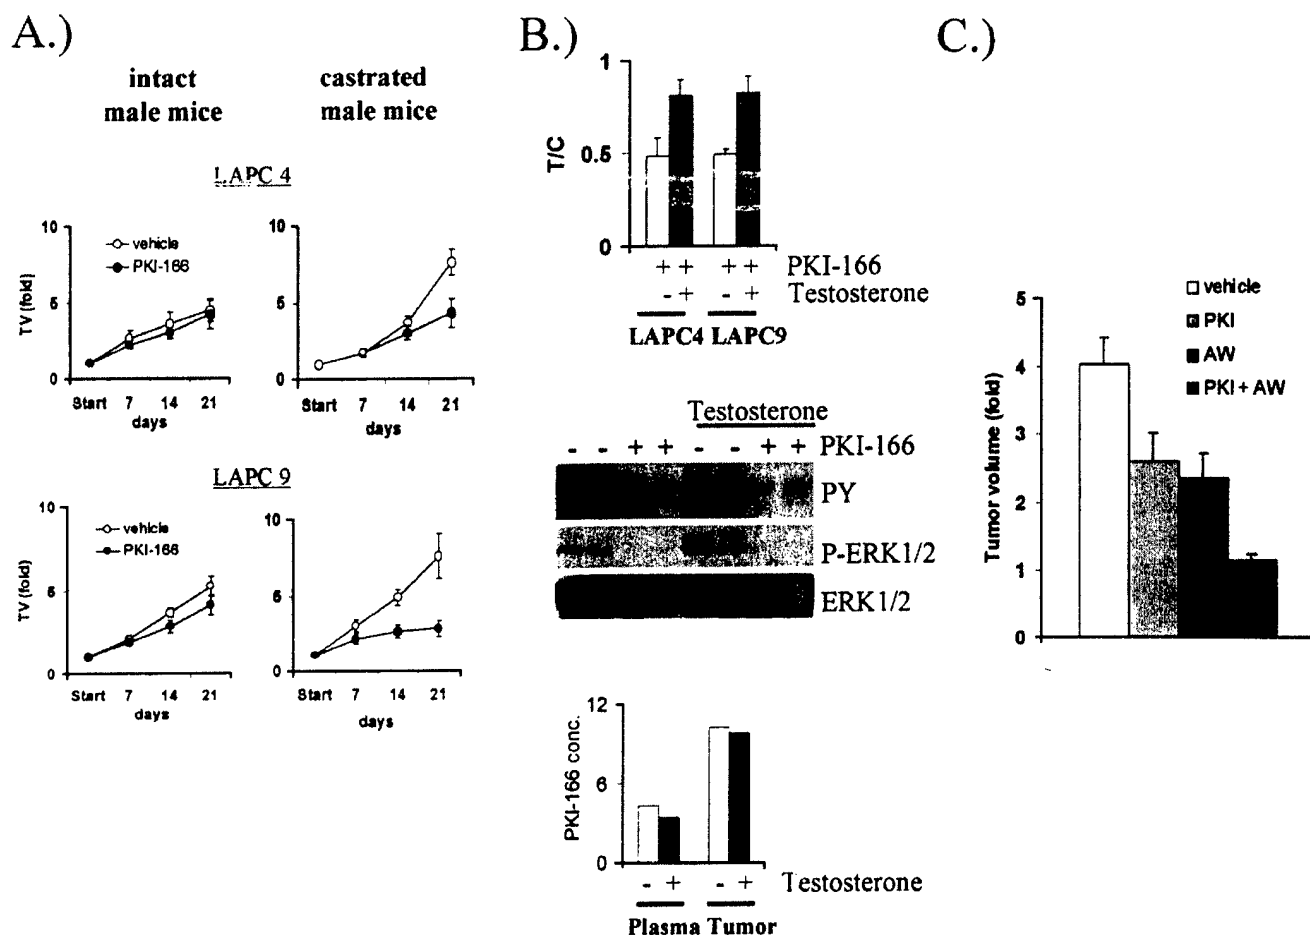 A.)
intact
male mice
castrated
male mice
LAPC 4
10
5
0
TV (fold)
vehicle
PKI-166
Start 7 14 21
days
10
5
0
Start 7 14 21
days
LAPC 9
10
5
0
TV (fold)
vehicle
PKI-166
Start 7 14 21
days
10
5
0
Start 7 14 21
days
B.)
1
0.5
0
T/C
+ + + + PKI-166
- + - + Testosterone
LAPC4 LAPC9
Testosterone
- - + + - - + + PKI-166
PY
P-ERK1/2
ERK1/2
12
6
0
PKI-166 conc.
- + - + Testosterone
Plasma Tumor
C.)
vehicle
PKI
AW
PKI + AW
5
4
3
2
1
0
Tumor volume (fold)